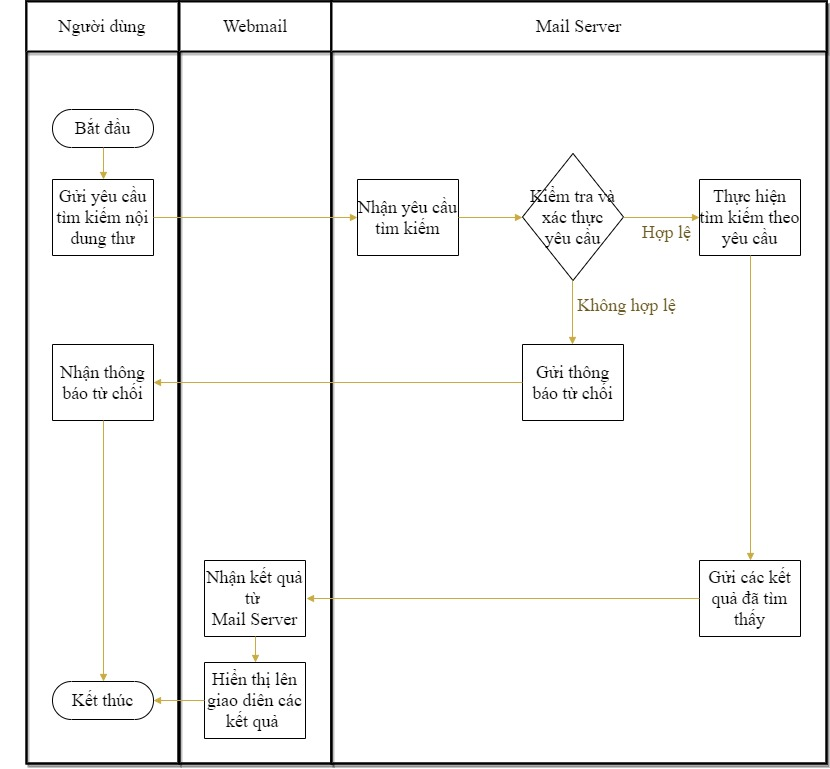 Người dùng
Webmail
Mail Server
Bắt đầu
Gửi yêu cầu
tìm kiếm nội
dung thư
Nhận yêu cầu
tìm kiếm
Kiểm tra và
xác thực
yêu cầu
Hợp lệ
Thực hiện
tìm kiếm theo
yêu cầu
Không hợp lệ
Nhận thông
báo từ chối
Gửi thông
báo từ chối
Nhận kết quả
từ
Mail Server
Gửi các kết
quả đã tìm
thấy
Hiển thị lên
giao diên các
kết quả
Kết thúc